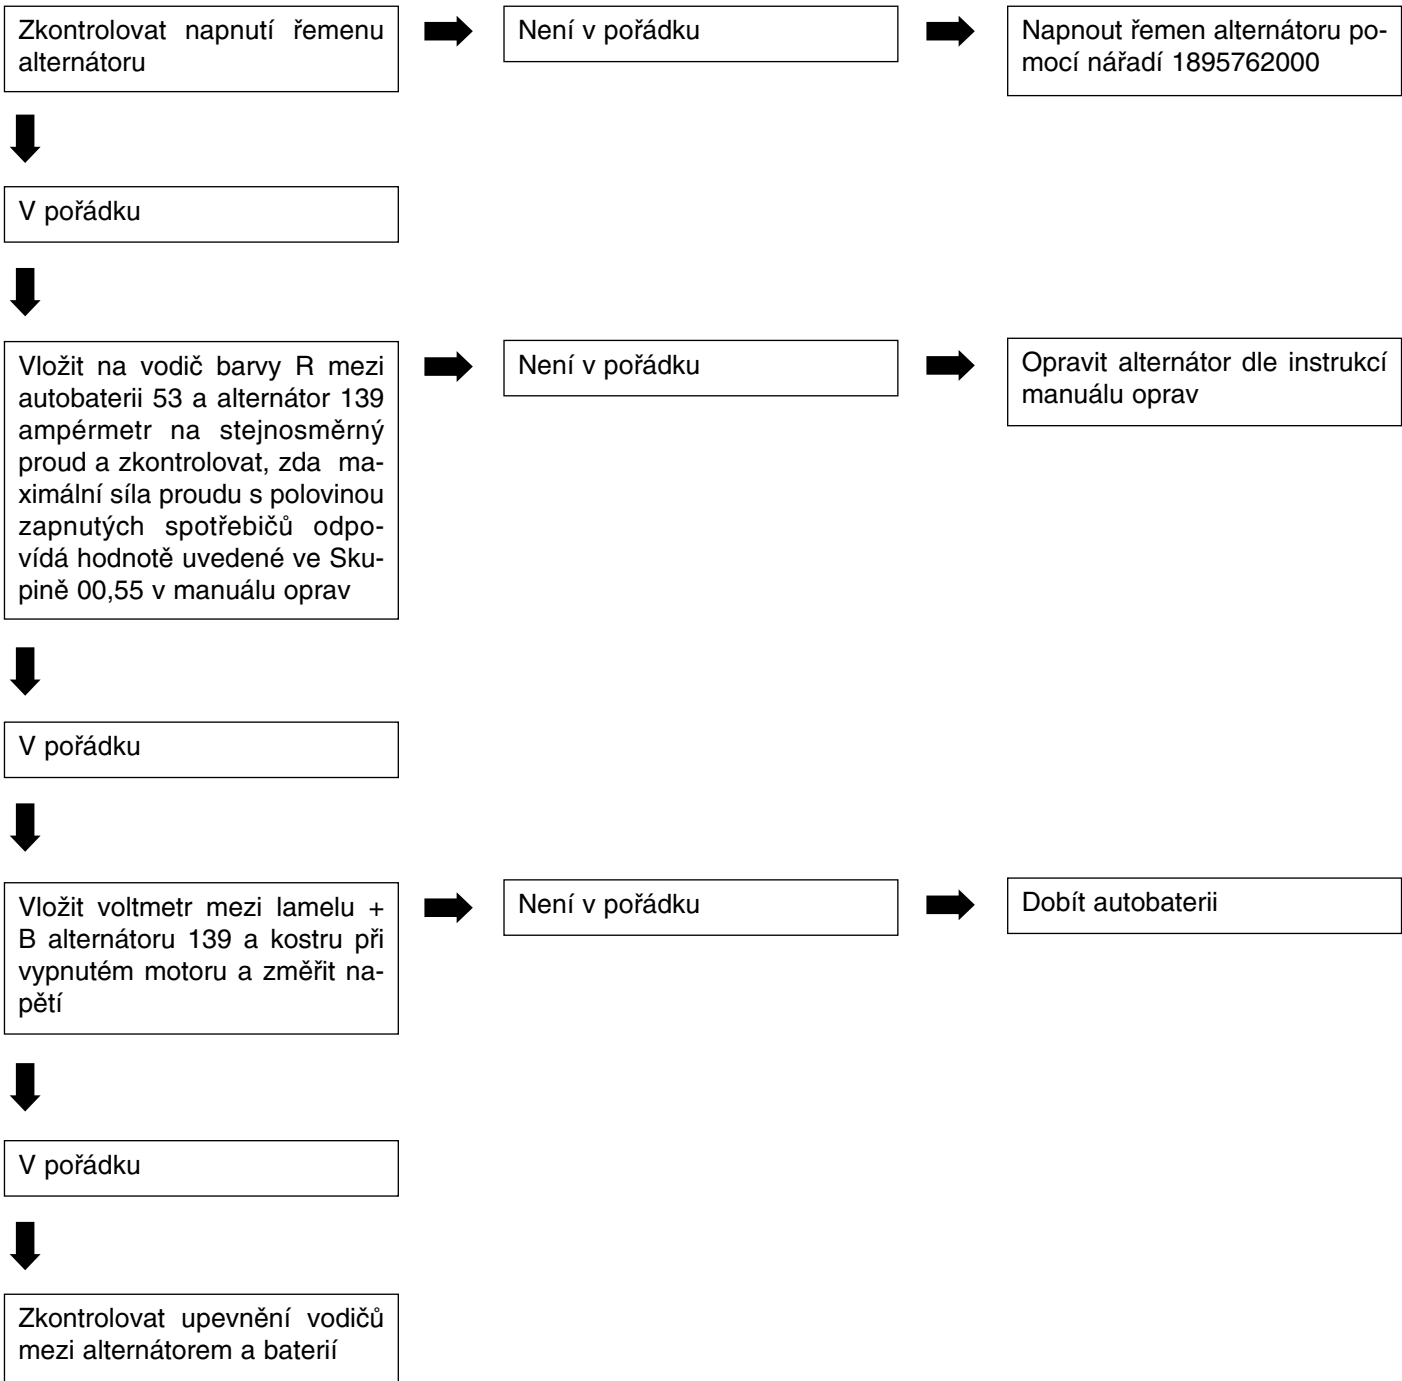 Zkontrolovat napnutí řemenu
alternátoru
Není v pořádku
Napnout řemen alternátoru po-
mocí nářadí 1895762000
V pořádku
Vložit na vodič barvy R mezi
autobaterii 53 a alternátor 139
ampérmetr na stejnosměrný
proud a zkontrolovat, zda ma-
ximální síla proudu s polovinou
zapnutých spotřebičů odpo-
vídá hodnotě uvedené ve Sku-
pině 00,55 v manuálu oprav
Není v pořádku
Opravit alternátor dle instrukcí
manuálu oprav
V pořádku
Vložit voltmetr mezi lamelu +
B alternátoru 139 a kostru při
vypnutém motoru a změřit na-
pětí
Není v pořádku
Dobít autobaterii
V pořádku
Zkontrolovat upevnění vodičů
mezi alternátorem a baterií